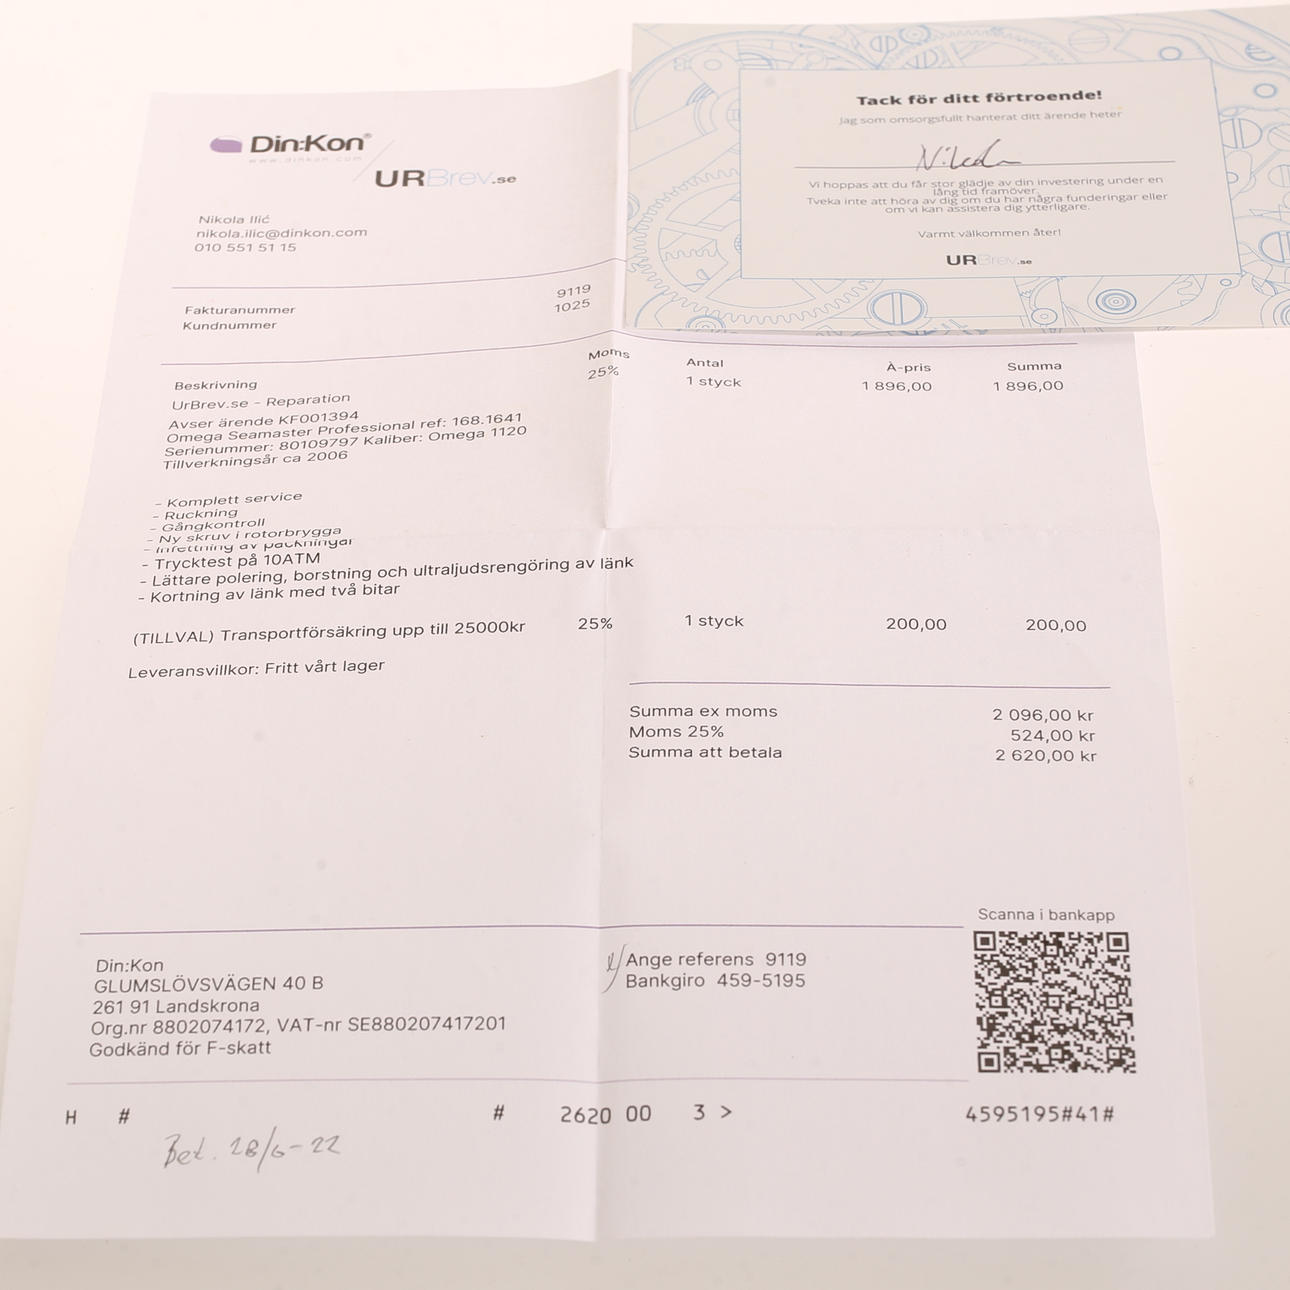 Din:Kon®
www.dinkon.com
URBrev.se
Nikola Ilić
nikola.ilic@dinkon.com
010 551 51 15
Fakturanummer 9119
Kundnummer 1025
Beskrivning Moms Antal À-pris Summa
UrBrev.se - Reparation 25% 1 styck 1 896,00 1 896,00
Avser ärende KF001394
Omega Seamaster Professional ref: 168.1641
Serienummer: 80109797 Kaliber: Omega 1120
Tillverkningsår ca 2006
- Komplett service
- Ruckning
- Gångkontroll
- Ny skruv i rotorbrygga
- Infettning av packningar
- Trycktest på 10ATM
- Lättare polering, borstning och ultraljudsrengöring av länk
- Kortning av länk med två bitar
(TILLVAL) Transportförsäkring upp till 25000kr 25% 1 styck 200,00 200,00
Leveransvillkor: Fritt vårt lager
Summa ex moms 2 096,00 kr
Moms 25% 524,00 kr
Summa att betala 2 620,00 kr
Scanna i bankapp
Din:Kon
GLUMSLÖVSVÄGEN 40 B
261 91 Landskrona
Org.nr 8802074172, VAT-nr SE880207417201
Godkänd för F-skatt
Ange referens 9119
Bankgiro 459-5195
H # # 2620 00 3 > 4595195#41#
Bet. 28/6-22
Tack för ditt förtroende!
Jag som omsorgsfullt hanterat ditt ärende heter
Nikola
Vi hoppas att du får stor glädje av din investering under en
lång tid framöver.
Tveka inte att höra av dig om du har några funderingar eller
om vi kan assistera dig ytterligare.
Varmt välkommen åter!
URBrev.se